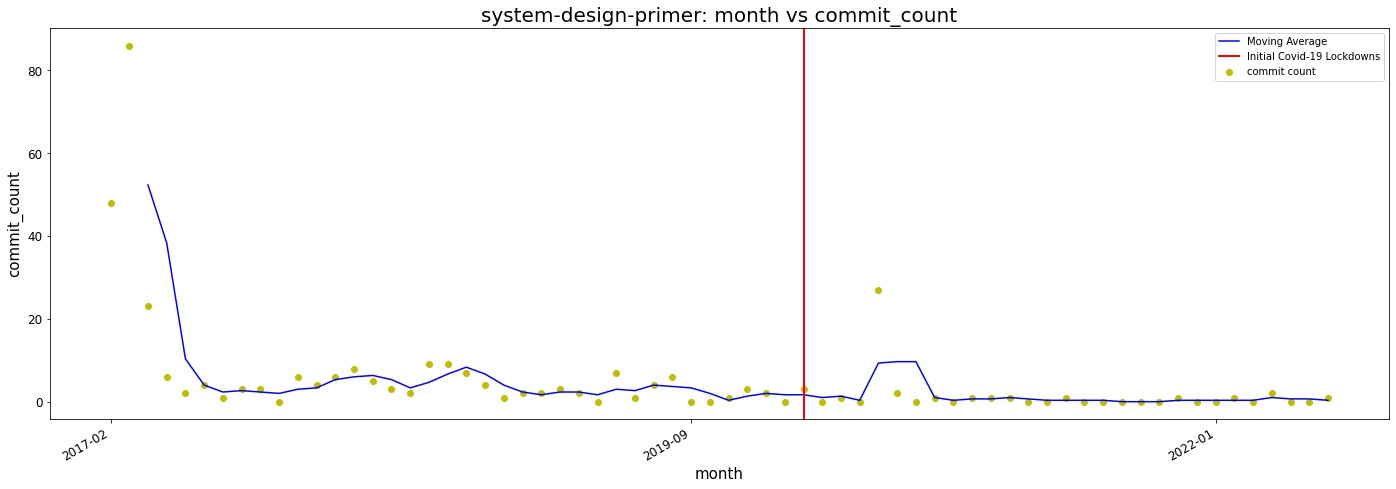 system-design-primer: month vs commit_count
Moving Average
Initial Covid-19 Lockdowns
commit count
commit_count
80
60
40
20
0
2017-02
2019-09
2022-01
month